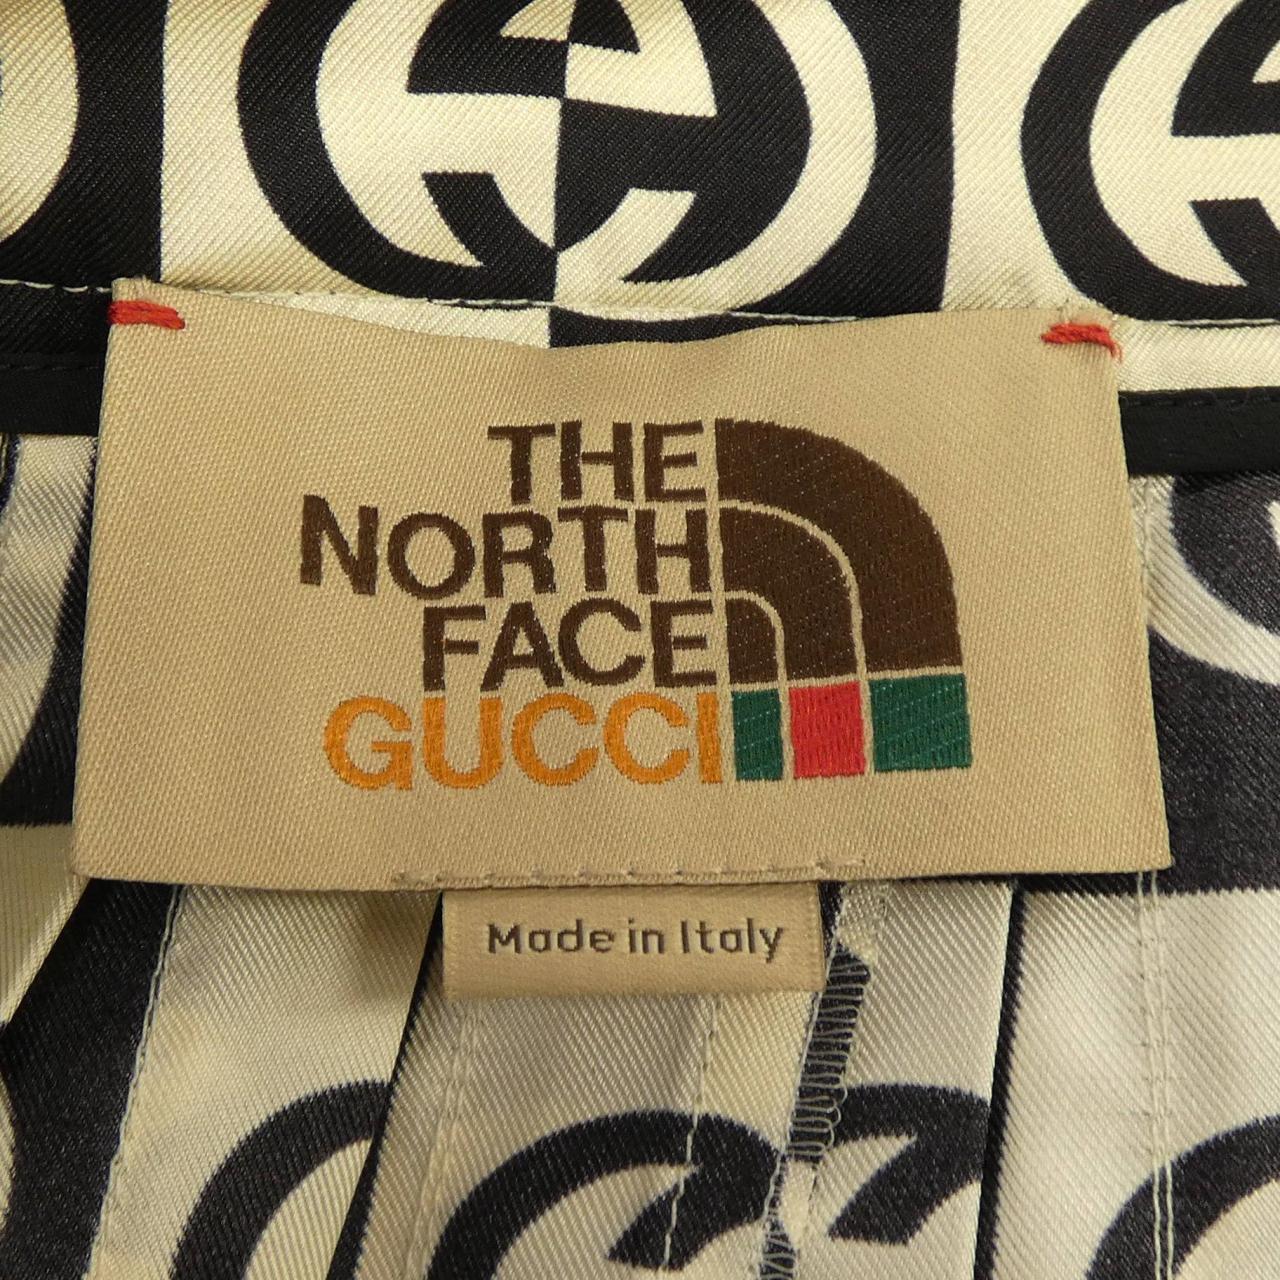 THE
NORTH
FACE
GUCCI
Made in Italy